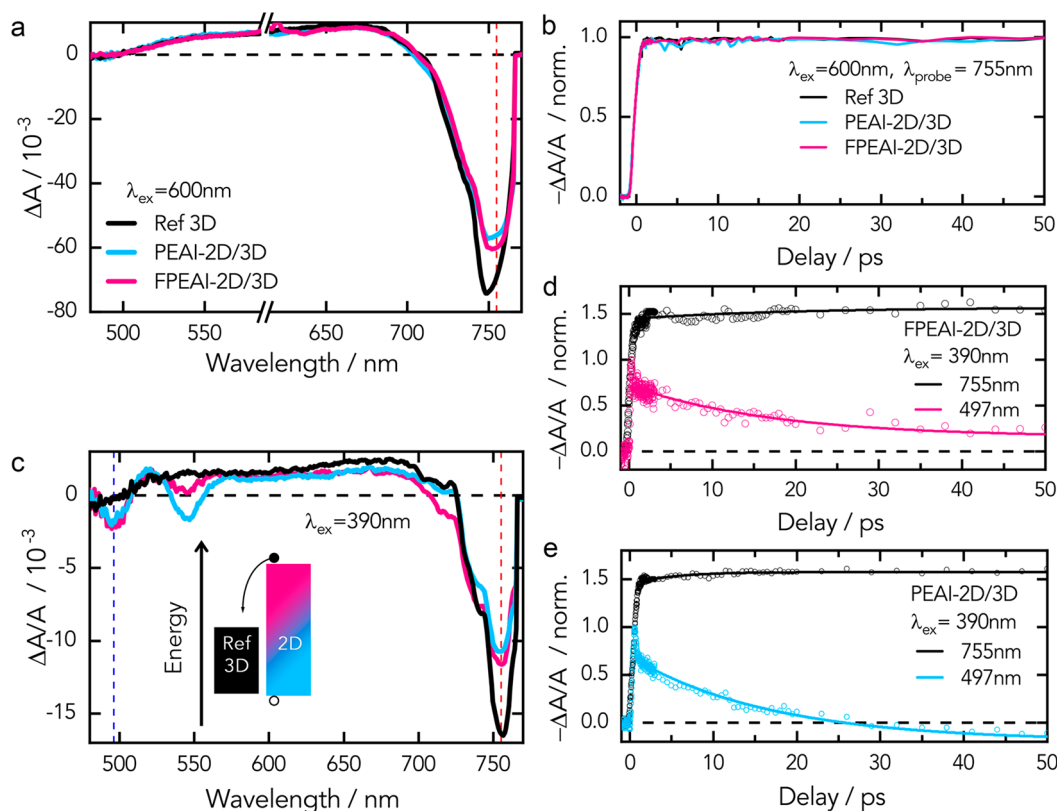 a
0
-20
-40
-60
-80
ΔA / 10⁻³
λex=600nm
Ref 3D
PEAI-2D/3D
FPEAI-2D/3D
500
550
650
700
750
Wavelength / nm
b
1.0
0.5
0.0
−ΔA/A / norm.
λex=600nm, λprobe = 755nm
Ref 3D
PEAI-2D/3D
FPEAI-2D/3D
0
10
20
30
40
50
Delay / ps
c
0
-5
-10
-15
ΔA/A / 10⁻³
λex=390nm
Energy
Ref
3D
2D
500
550
600
650
700
750
Wavelength / nm
d
1.5
1.0
0.5
0.0
−ΔA/A / norm.
FPEAI-2D/3D
λex = 390nm
755nm
497nm
0
10
20
30
40
50
Delay / ps
e
1.5
1.0
0.5
0.0
−ΔA/A / norm.
PEAI-2D/3D
λex = 390nm
755nm
497nm
0
10
20
30
40
50
Delay / ps